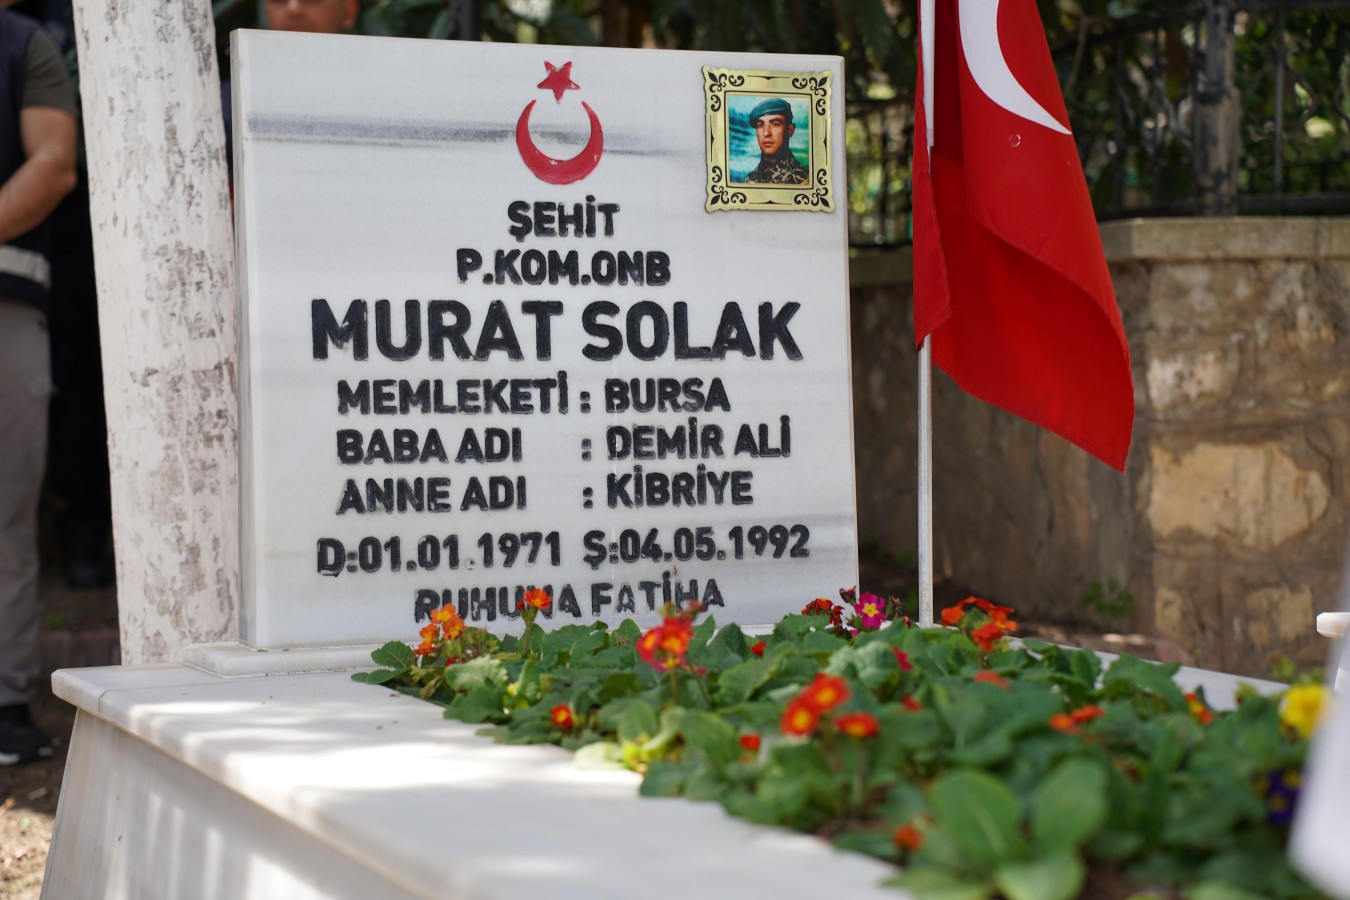 ŞEHİT
P.KOM.ONB
MURAT SOLAK
MEMLEKETİ : BURSA
BABA ADI : DEMİR ALİ
ANNE ADI : KİBRİYE
D:01.01.1971 Ş:04.05.1992
RUHUNA FATİHA